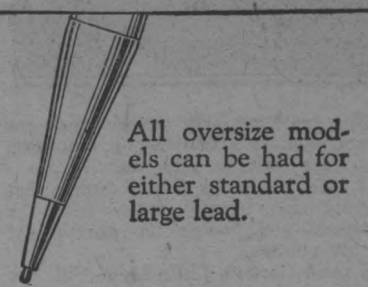 All oversize mod-
els can be had for
either standard or
large lead.